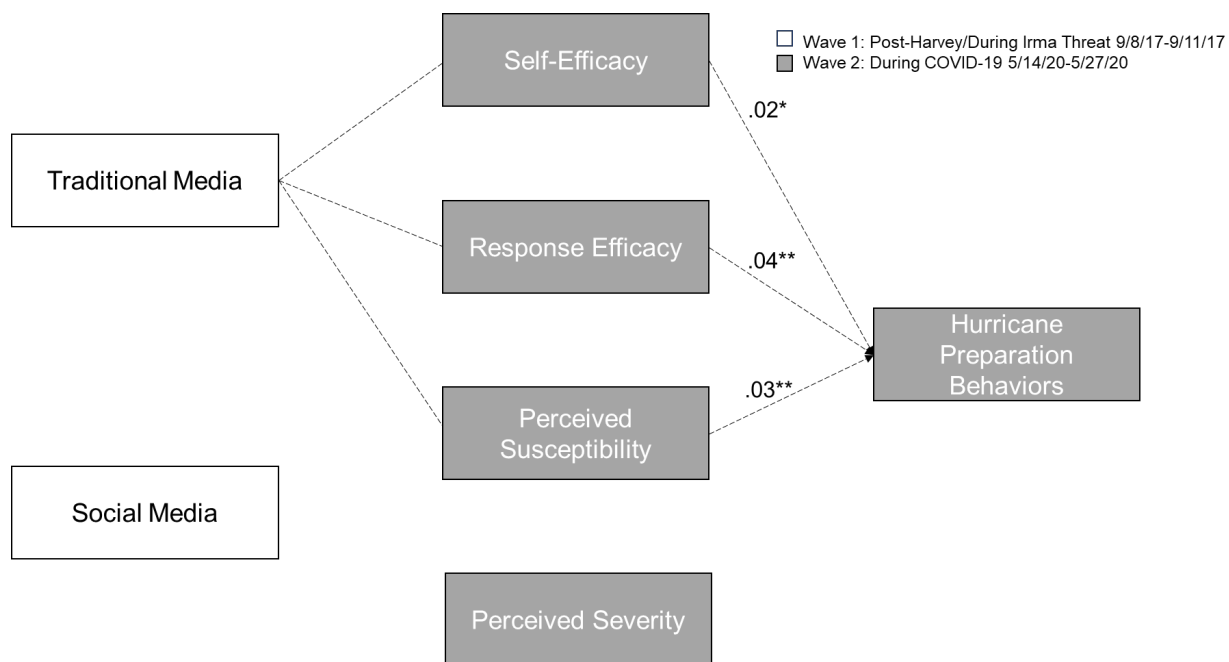 Self-Efficacy
Wave 1: Post-Harvey/During Irma Threat 9/8/17-9/11/17
Wave 2: During COVID-19 5/14/20-5/27/20
.02*
Traditional Media
Response Efficacy
.04**
Hurricane
Preparation
Behaviors
.03**
Perceived
Susceptibility
Social Media
Perceived Severity